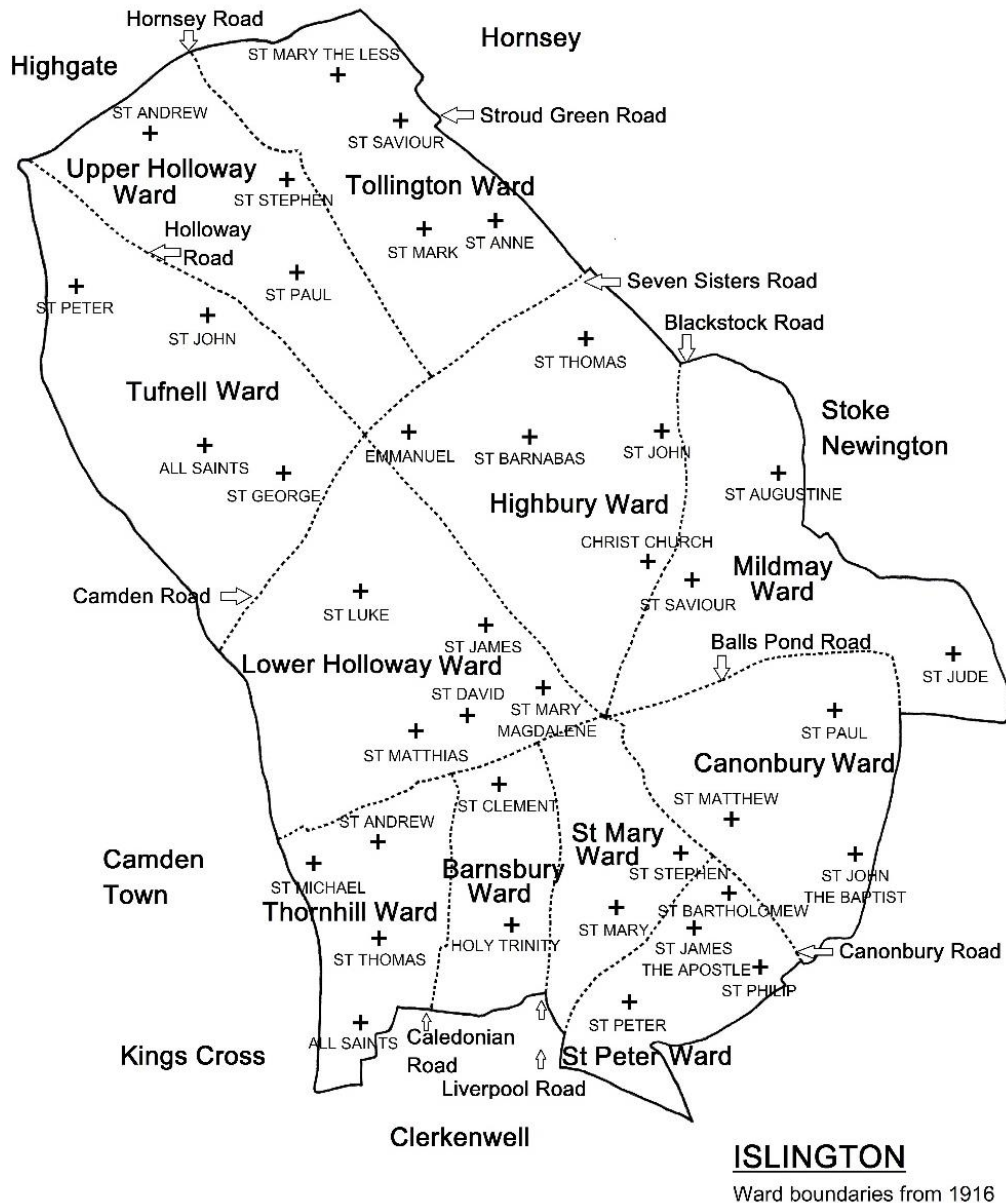 Hornsey Road
Hornsey
Highgate
ST MARY THE LESS
ST ANDREW
Stroud Green Road
ST SAVIOUR
Upper Holloway
Ward
Tollington Ward
ST STEPHEN
Holloway
Road
ST MARK
ST ANNE
ST PAUL
Seven Sisters Road
ST PETER
ST JOHN
Blackstock Road
ST THOMAS
Tufnell Ward
Stoke
Newington
ALL SAINTS
EMMANUEL
ST BARNABAS
ST JOHN
ST GEORGE
ST AUGUSTINE
Highbury Ward
CHRIST CHURCH
Mildmay
Ward
Camden Road
ST LUKE
ST SAVIOUR
ST JAMES
Balls Pond Road
Lower Holloway Ward
ST JUDE
ST DAVID
ST MARY
MAGDALENE
ST PAUL
ST MATTHIAS
Canonbury Ward
ST CLEMENT
ST MATTHEW
ST ANDREW
St Mary
Ward
Camden
Town
Barnsbury
Ward
ST STEPHEN
ST JOHN
THE BAPTIST
ST MICHAEL
Thornhill Ward
ST BARTHOLOMEW
ST MARY
HOLY TRINITY
ST JAMES
THE APOSTLE
Canonbury Road
ST THOMAS
ST PHILIP
ST PETER
Kings Cross
ALL SAINTS
Caledonian
Road
St Peter Ward
Liverpool Road
Clerkenwell
ISLINGTON
Ward boundaries from 1916